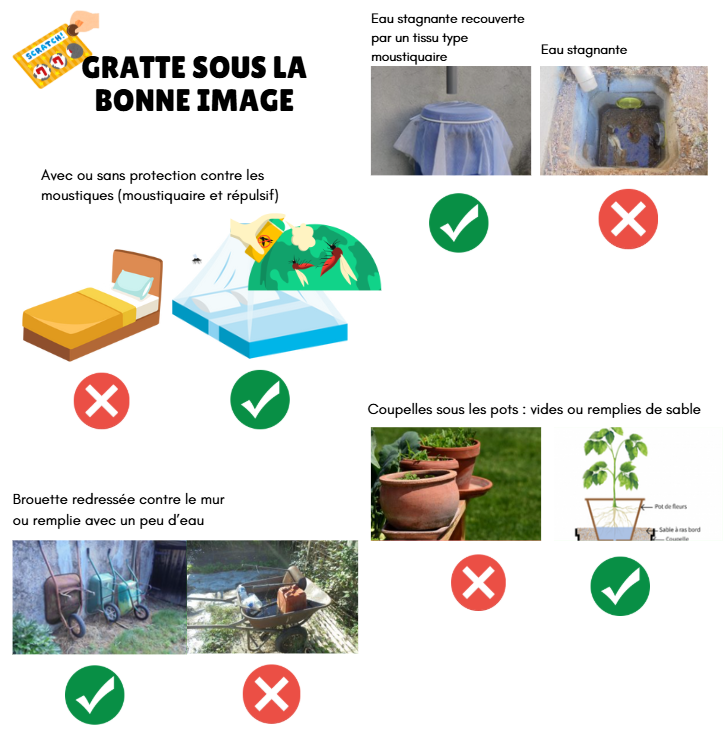 SCRATCH!
7 7
GRATTE SOUS LA
BONNE IMAGE
Eau stagnante recouverte
par un tissu type
moustiquaire
Eau stagnante
Avec ou sans protection contre les
moustiques (moustiquaire et répulsif)
Coupelles sous les pots : vides ou remplies de sable
Pot de fleurs
Sable à ras bord
Coupelle
Brouette redressée contre le mur
ou remplie avec un peu d’eau